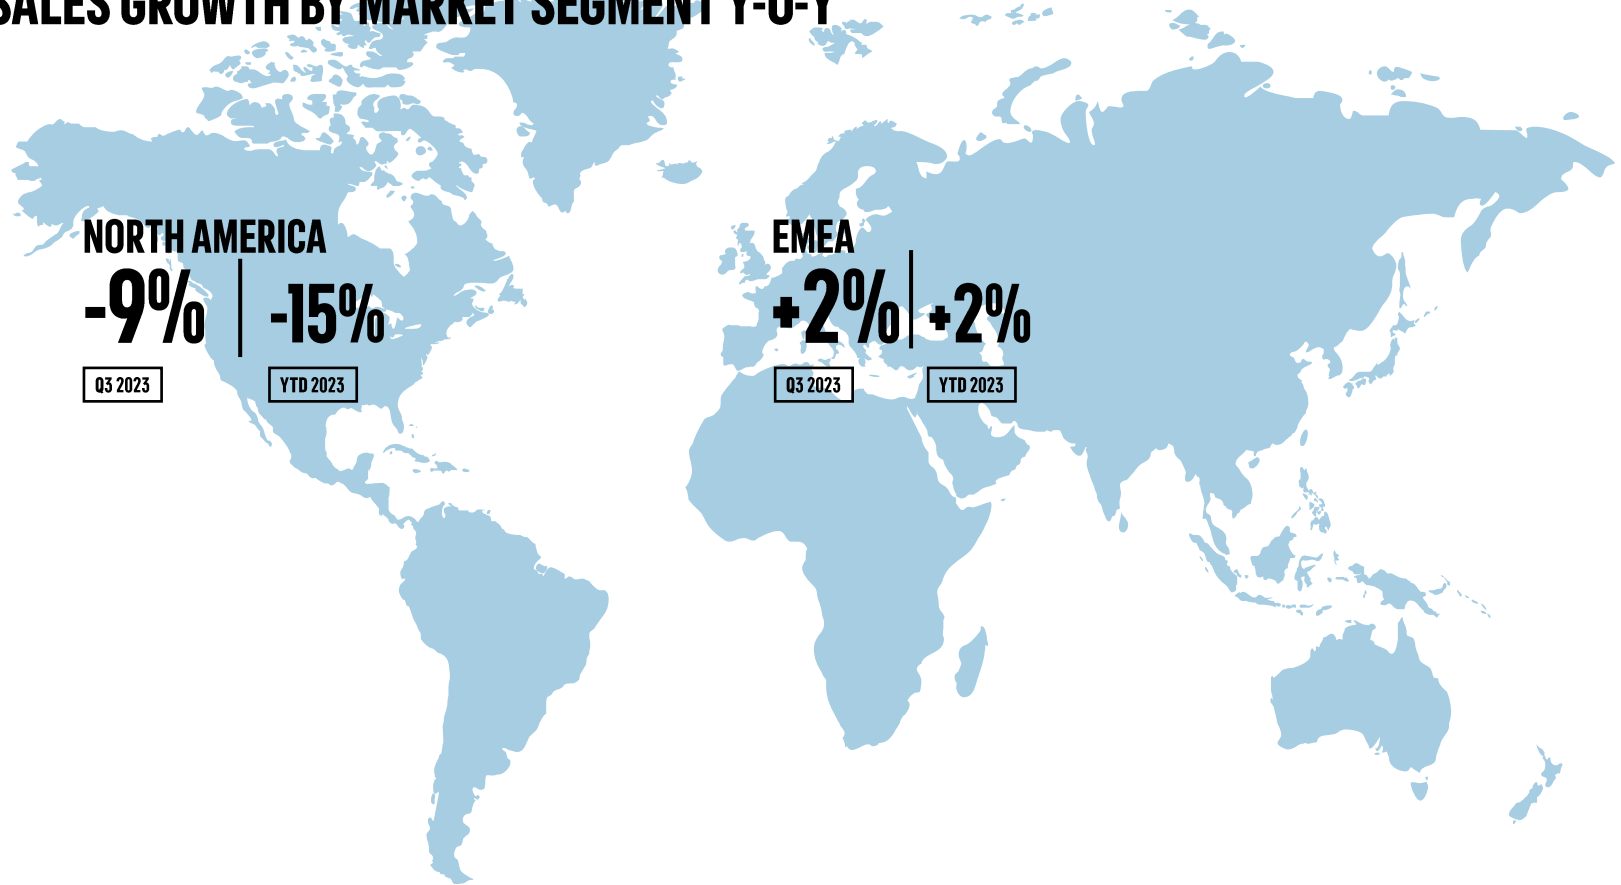 SALES GROWTH BY MARKET SEGMENT Y-O-Y
NORTH AMERICA
-9%
-15%
Q3 2023
YTD 2023
EMEA
+2%
+2%
Q3 2023
YTD 2023